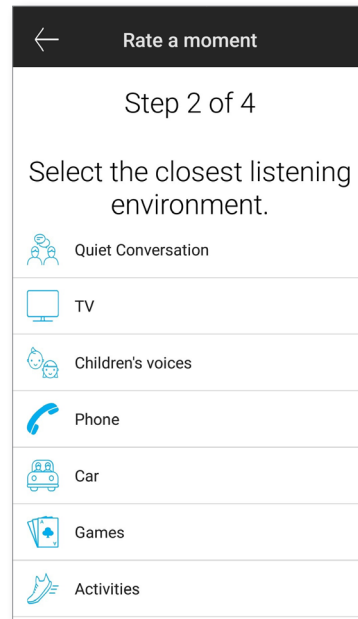 Rate a moment
Step 2 of 4
Select the closest listening
environment.
Quiet Conversation
TV
Children's voices
Phone
Car
Games
Activities